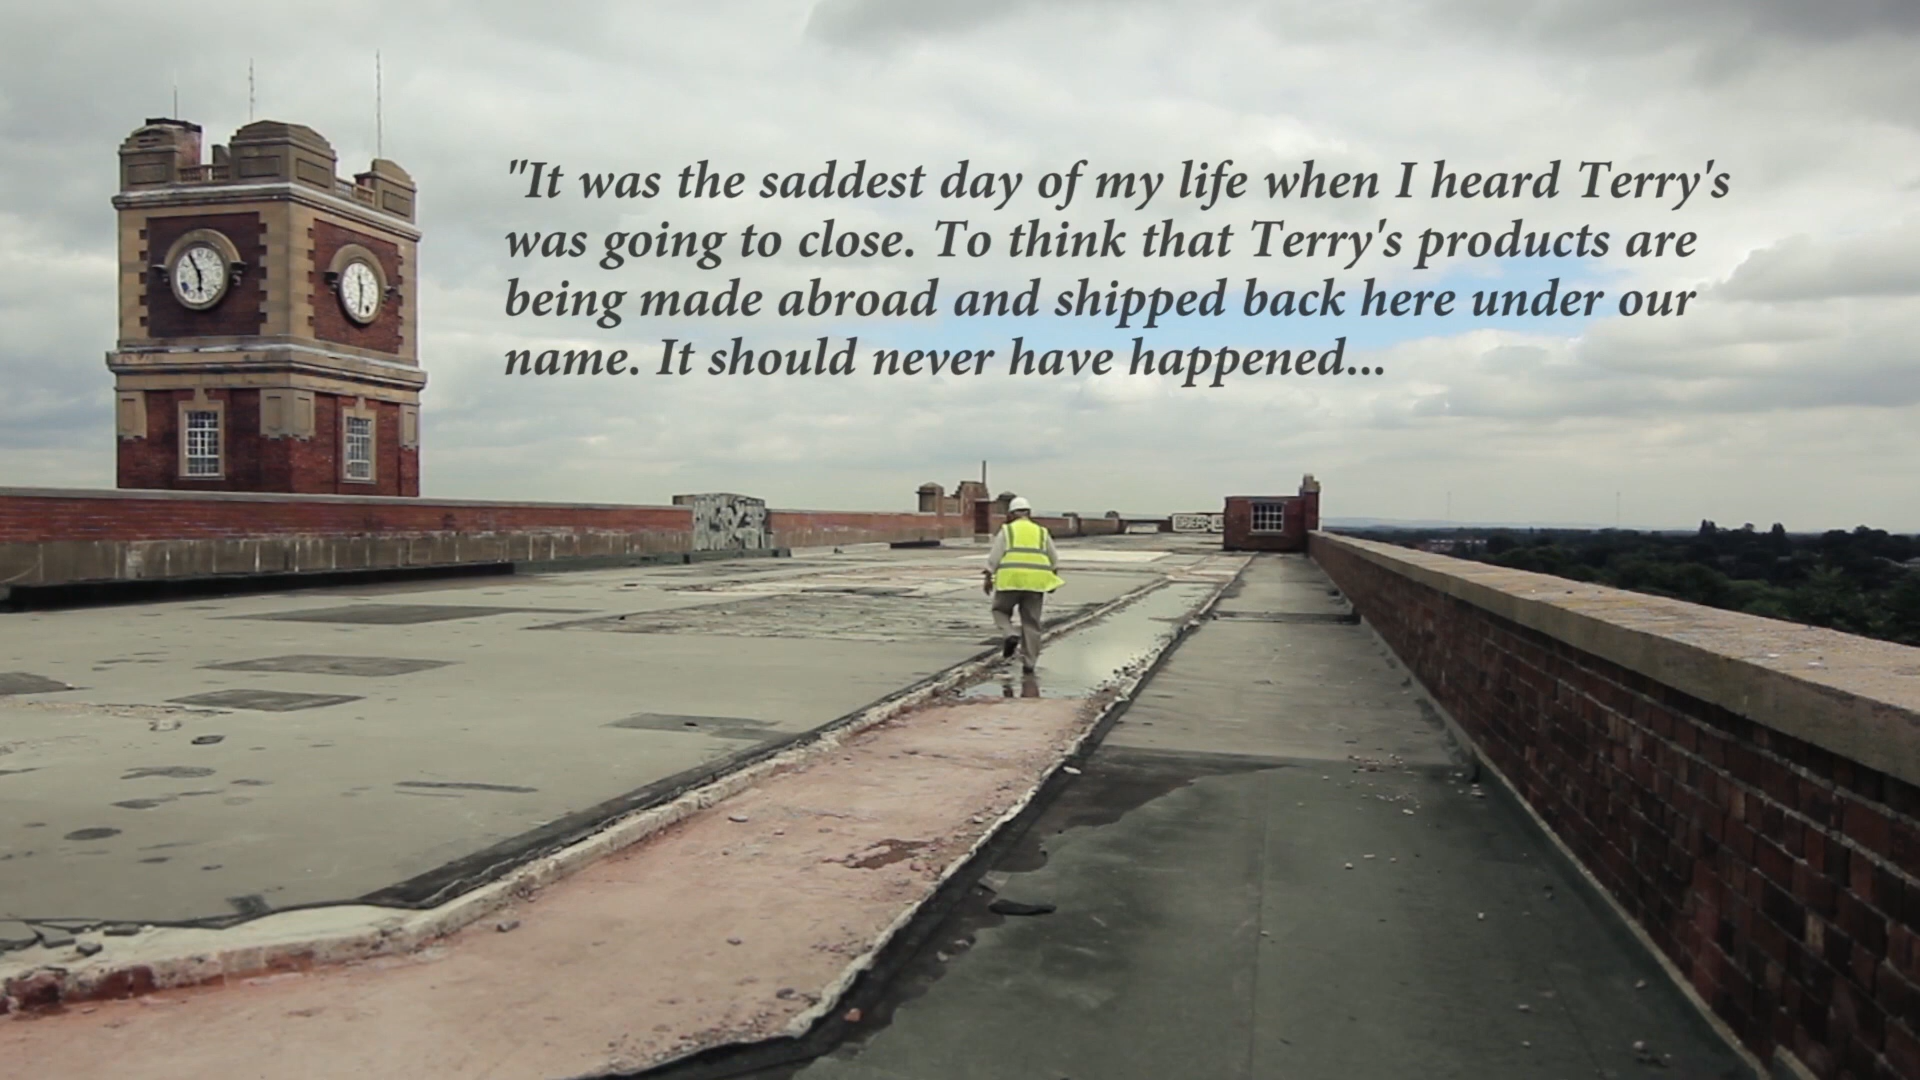 "It was the saddest day of my life when I heard Terry's
was going to close. To think that Terry's products are
being made abroad and shipped back here under our
name. It should never have happened...